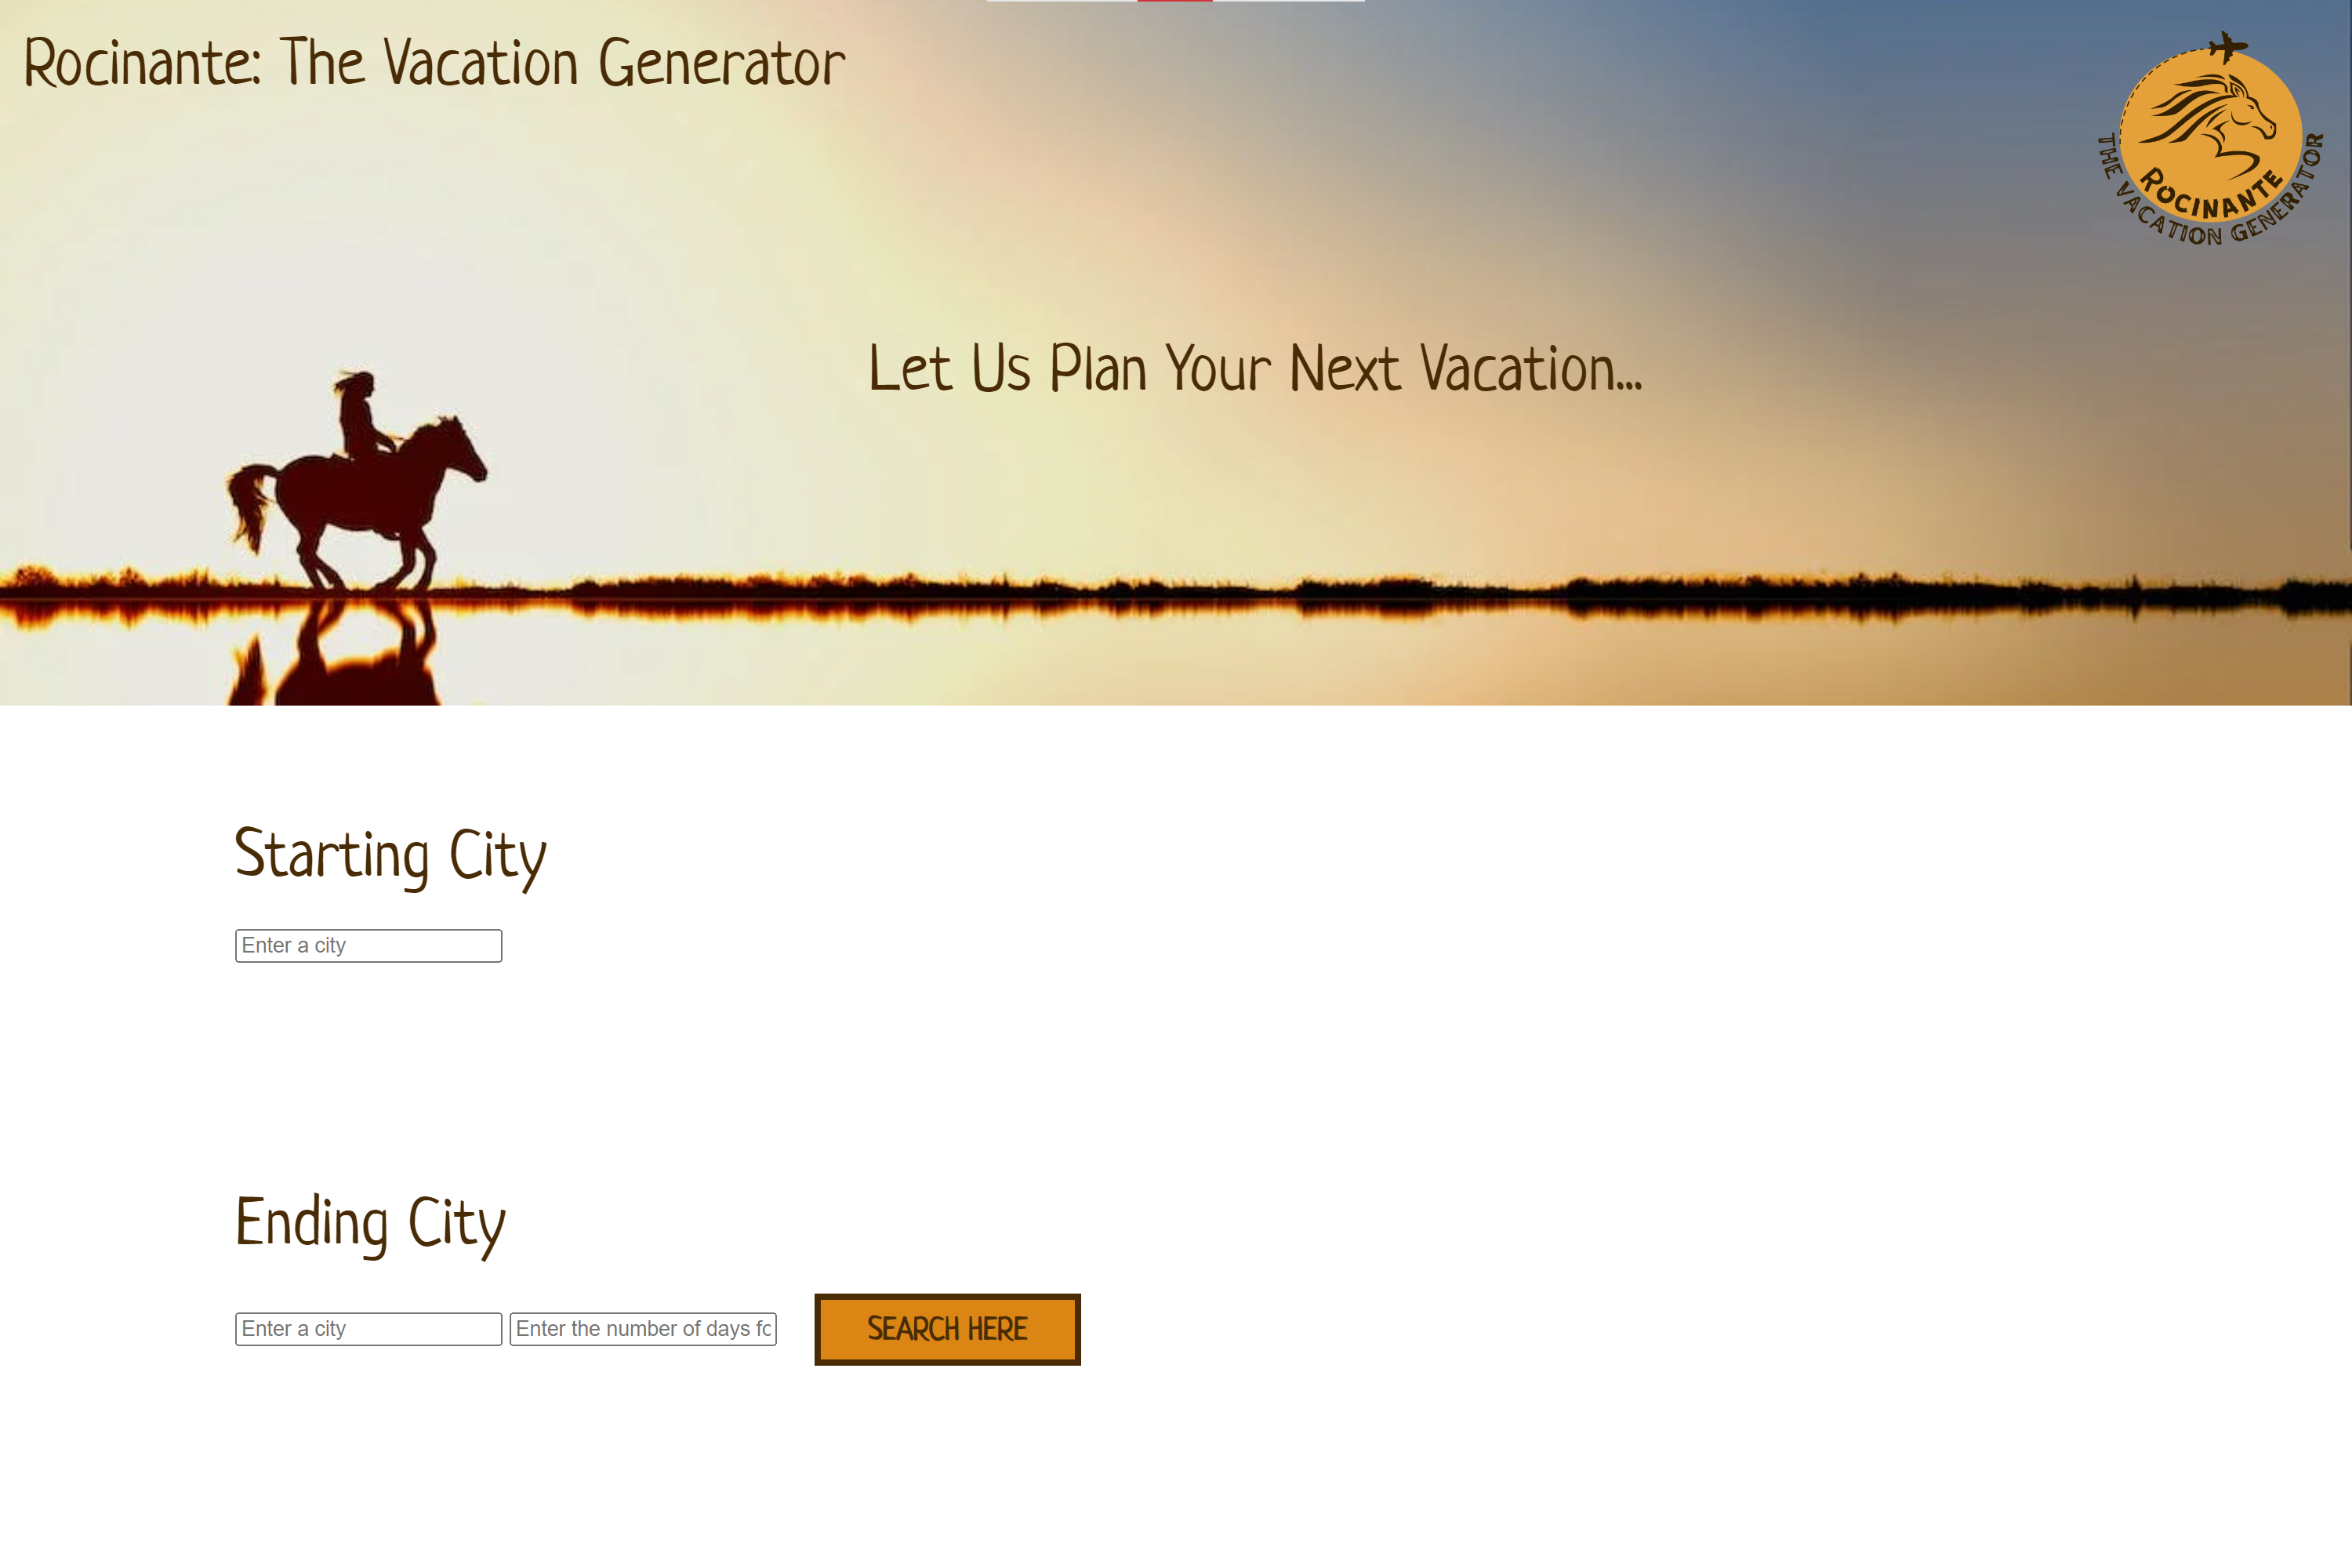 Rocinante: The Vacation Generator
ROCINANTE
THE VACATION GENERATOR
Let Us Plan Your Next Vacation...
Starting City
Enter a city
Ending City
Enter a city
Enter the number of days fo
SEARCH HERE